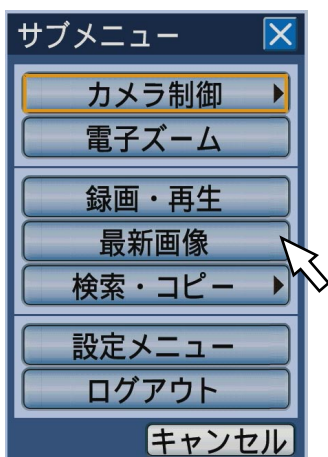 サブメニュー
カメラ制御
電子ズーム
録画・再生
最新画像
検索・コピー
設定メニュー
ログアウト
キャンセル